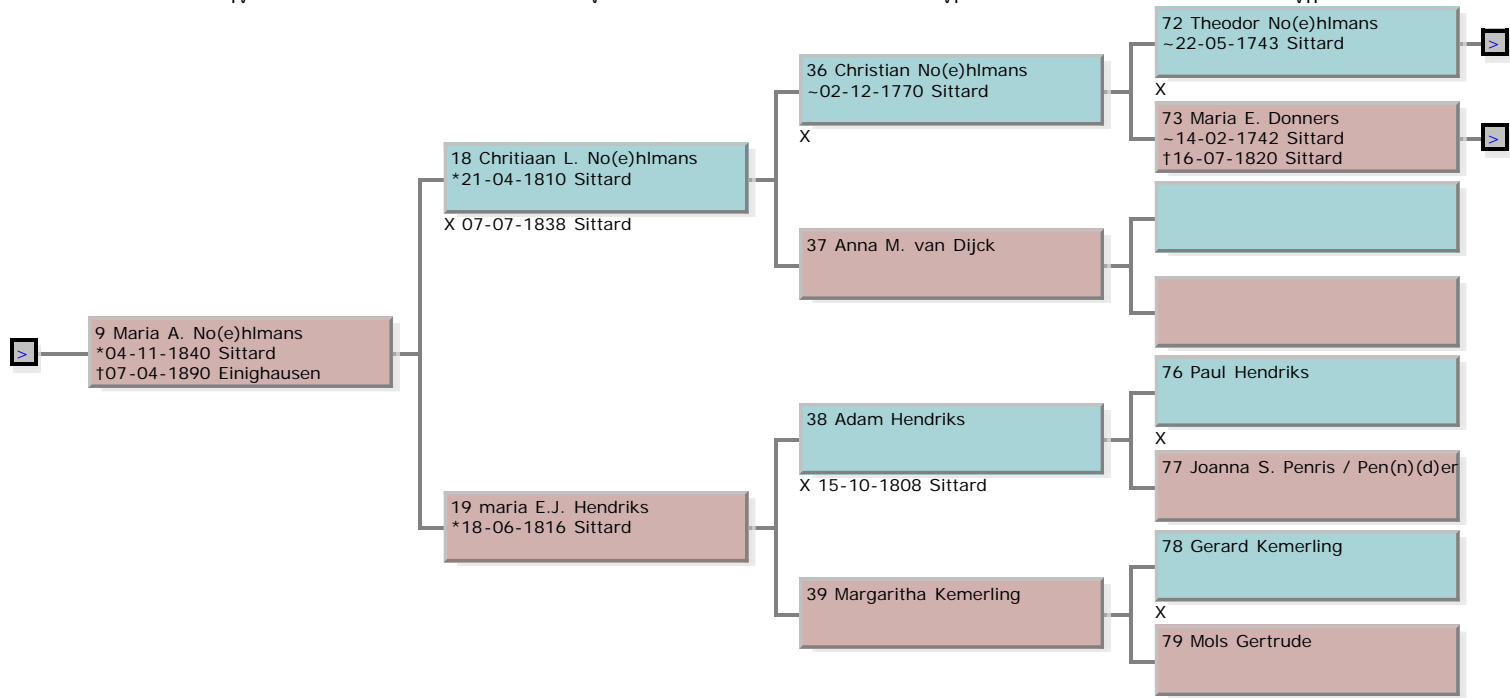 IV V VI VII
72 Theodor No(e)hlmans
~22-05-1743 Sittard
>
X
73 Maria E. Donners
~14-02-1742 Sittard
†16-07-1820 Sittard
>
36 Christian No(e)hlmans
~02-12-1770 Sittard
X
18 Chritiaan L. No(e)hlmans
*21-04-1810 Sittard
X 07-07-1838 Sittard
37 Anna M. van Dijck
9 Maria A. No(e)hlmans
*04-11-1840 Sittard
†07-04-1890 Einighausen
>
76 Paul Hendriks
X
77 Joanna S. Penris / Pen(n)(d)er
38 Adam Hendriks
X 15-10-1808 Sittard
19 maria E.J. Hendriks
*18-06-1816 Sittard
78 Gerard Kemerling
X
79 Mols Gertrude
39 Margaritha Kemerling